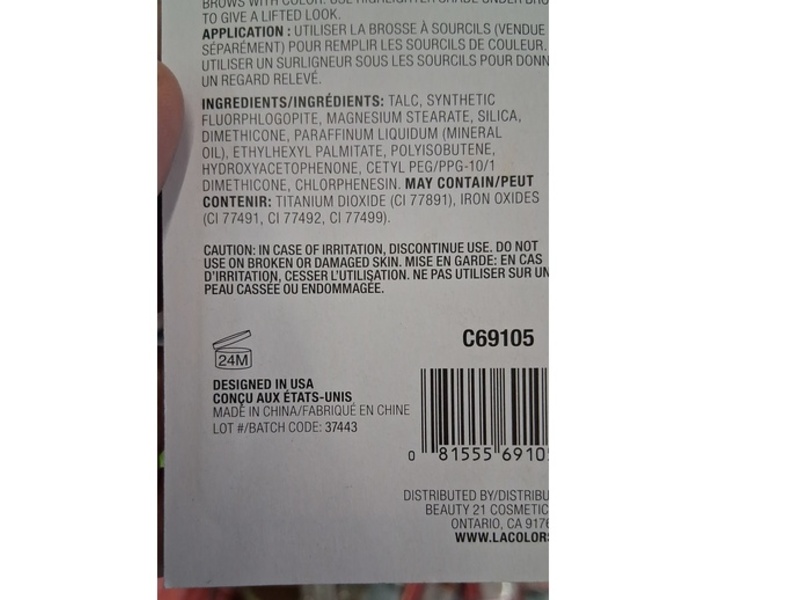 BROWS WITH COLOR. USE HIGHLIGHTER SHADE UNDER
TO GIVE A LIFTED LOOK.
APPLICATION : UTILISER LA BROSSE À SOURCILS (VENDUE
SÉPARÉMENT) POUR REMPLIR LES SOURCILS DE COULEUR.
UTILISER UN SURLIGNEUR SOUS LES SOURCILS POUR DONN
UN REGARD RELEVÉ.
INGREDIENTS/INGRÉDIENTS: TALC, SYNTHETIC
FLUORPHLOGOPITE, MAGNESIUM STEARATE, SILICA,
DIMETHICONE, PARAFFINUM LIQUIDUM (MINERAL
OIL), ETHYLHEXYL PALMITATE, POLYISOBUTENE,
HYDROXYACETOPHENONE, CETYL PEG/PPG-10/1
DIMETHICONE, CHLORPHENESIN. MAY CONTAIN/PEUT
CONTENIR: TITANIUM DIOXIDE (CI 77891), IRON OXIDES
(CI 77491, CI 77492, CI 77499).
CAUTION: IN CASE OF IRRITATION, DISCONTINUE USE. DO NOT
USE ON BROKEN OR DAMAGED SKIN. MISE EN GARDE: EN CAS
D'IRRITATION, CESSER L'UTILISATION. NE PAS UTILISER SUR UN
PEAU CASSÉE OU ENDOMMAGÉE.
C69105
24M
DESIGNED IN USA
CONÇU AUX ÉTATS-UNIS
MADE IN CHINA/FABRIQUÉ EN CHINE
LOT #/BATCH CODE: 37443
0 81555 69105
DISTRIBUTED BY/DISTRIBU
BEAUTY 21 COSMETIC
ONTARIO, CA 9176
WWW.LACOLORS